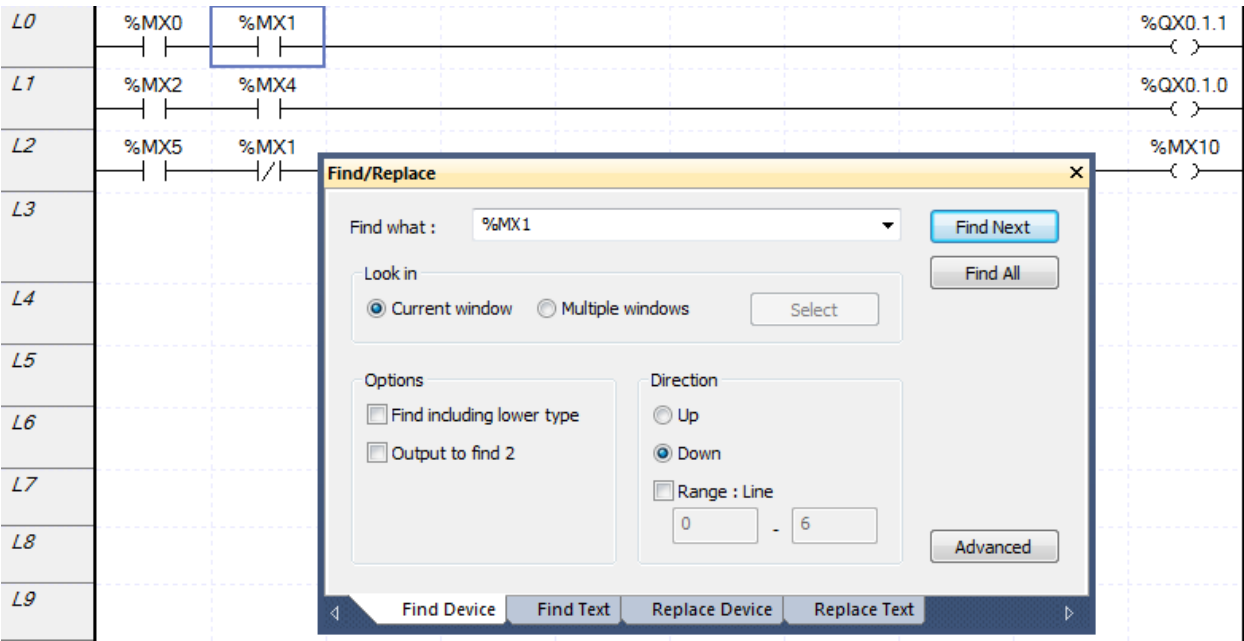 L0 %MX0 %MX1 %QX0.1.1
L1 %MX2 %MX4 %QX0.1.0
L2 %MX5 %MX1 %MX10
Find/Replace
L3
Find what : %MX1 Find Next
Look in Find All
L4 Current window Multiple windows Select
L5
Options Direction
L6 Find including lower type Up
Output to find 2 Down
L7 Range : Line
0 - 6
L8 Advanced
L9
Find Device Find Text Replace Device Replace Text